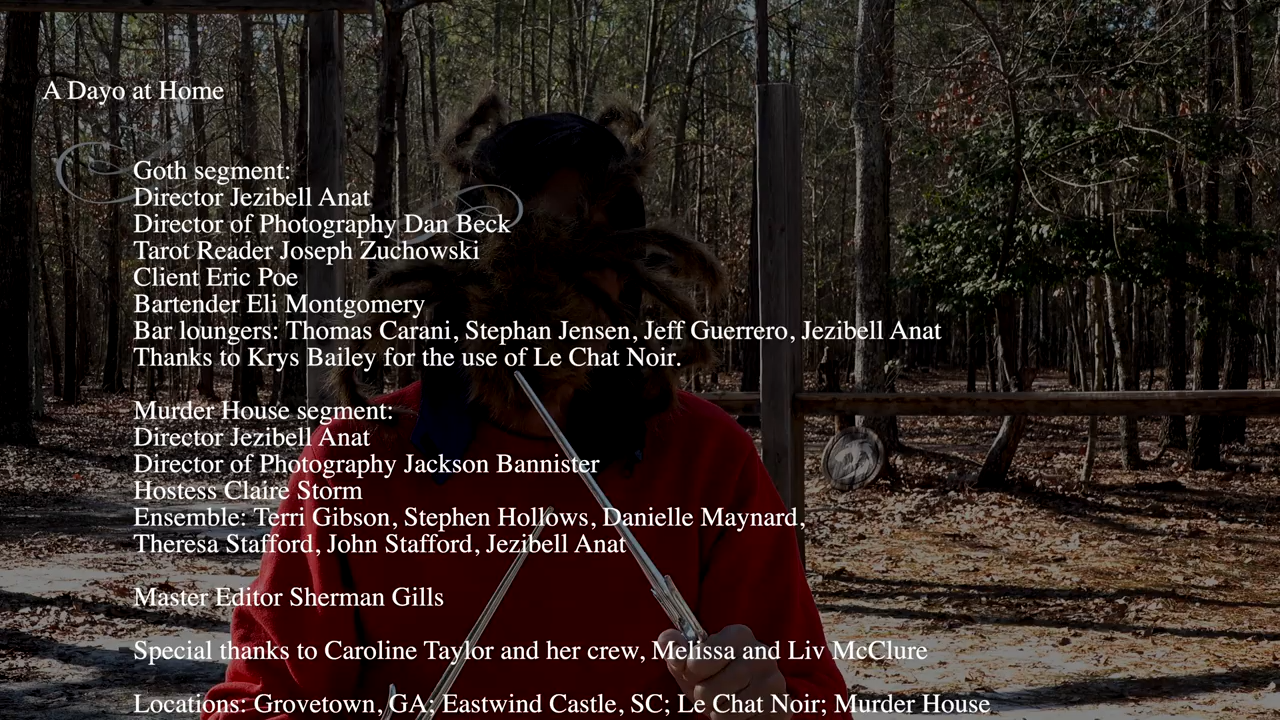 A Dayo at Home
Goth segment:
Director Jezibell Anat
Director of Photography Dan Beck
Tarot Reader Joseph Zuchowski
Client Eric Poe
Bartender Eli Montgomery
Bar loungers: Thomas Carani, Stephan Jensen, Jeff Guerrero, Jezibell Anat
Thanks to Krys Bailey for the use of Le Chat Noir.
Murder House segment:
Director Jezibell Anat
Director of Photography Jackson Bannister
Hostess Claire Storm
Ensemble: Terri Gibson, Stephen Hollows, Danielle Maynard,
Theresa Stafford, John Stafford, Jezibell Anat
Master Editor Sherman Gills
Special thanks to Caroline Taylor and her crew, Melissa and Liv McClure
Locations: Grovetown, GA; Eastwind Castle, SC; Le Chat Noir; Murder House